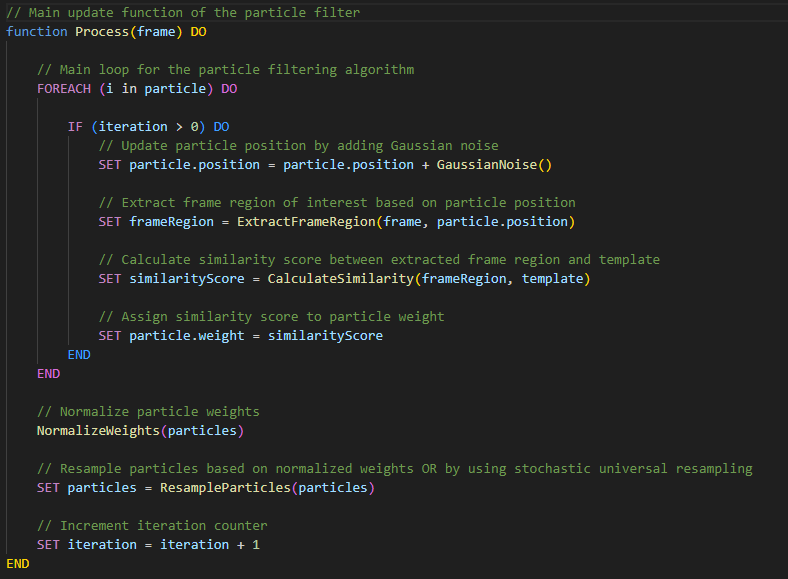 // Main update function of the particle filter
function Process(frame) DO
// Main loop for the particle filtering algorithm
FOREACH (i in particle) DO
IF (iteration > 0) DO
// Update particle position by adding Gaussian noise
SET particle.position = particle.position + GaussianNoise()
// Extract frame region of interest based on particle position
SET frameRegion = ExtractFrameRegion(frame, particle.position)
// Calculate similarity score between extracted frame region and template
SET similarityScore = CalculateSimilarity(frameRegion, template)
// Assign similarity score to particle weight
SET particle.weight = similarityScore
END
END
// Normalize particle weights
NormalizeWeights(particles)
// Resample particles based on normalized weights OR by using stochastic universal resampling
SET particles = ResampleParticles(particles)
// Increment iteration counter
SET iteration = iteration + 1
END